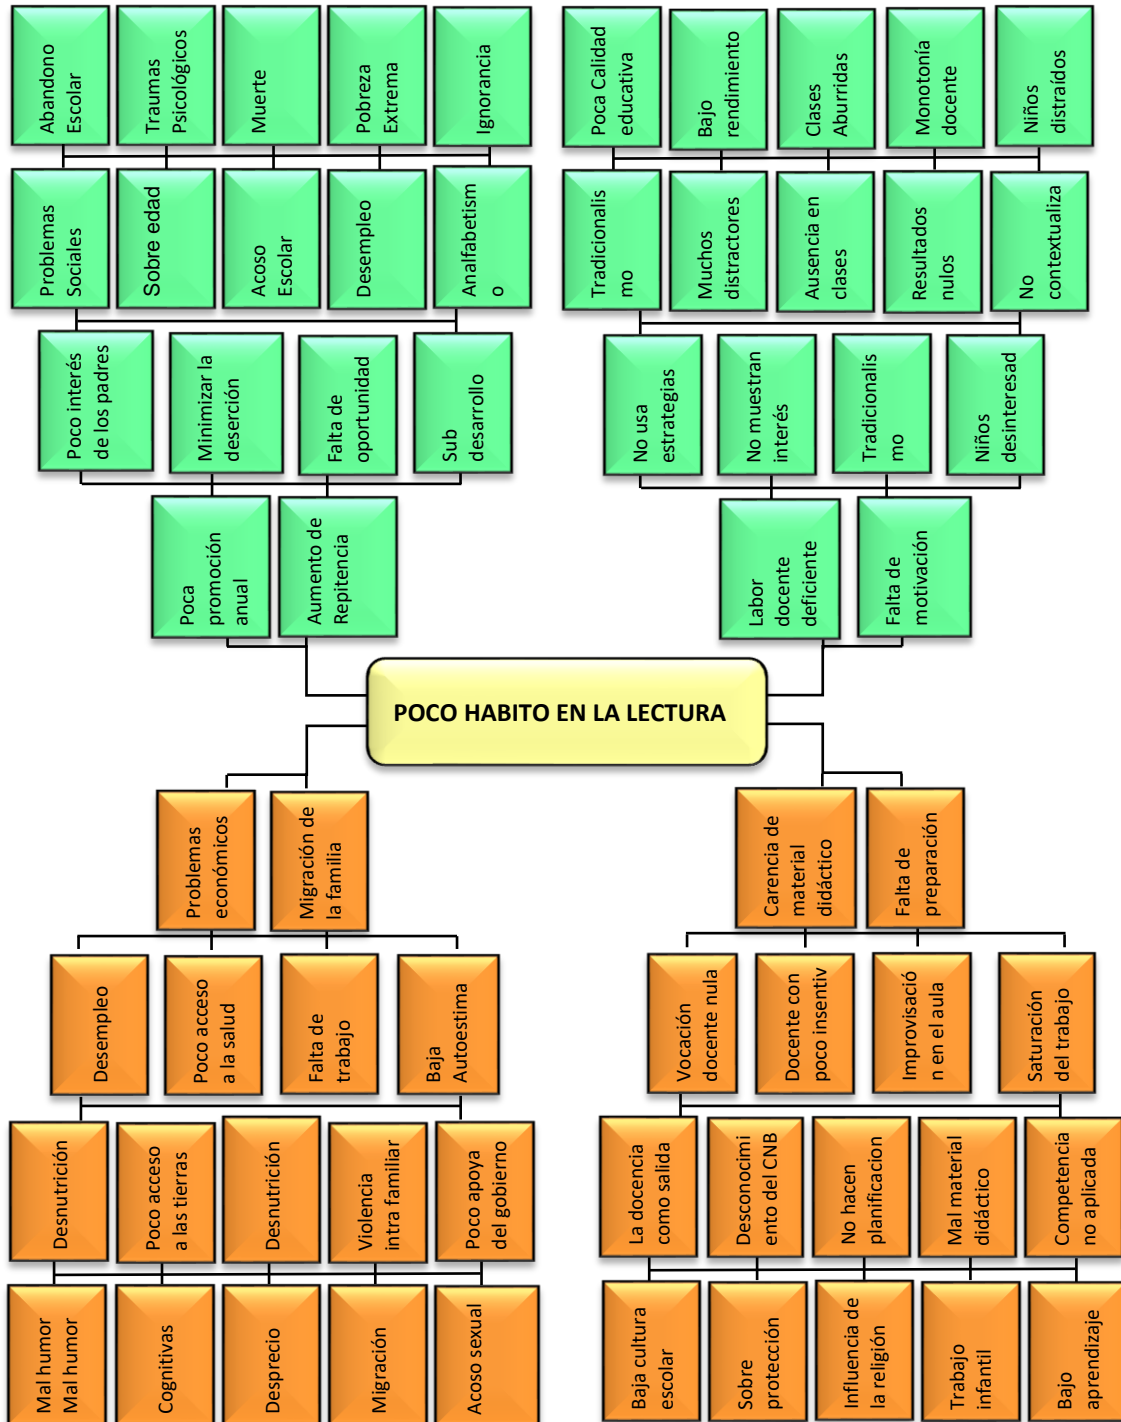 Abandono
Escolar
Traumas
Psicológicos
Muerte
Pobreza
Extrema
Ignorancia
Poca Calidad
educativa
Bajo
rendimiento
Clases
Aburridas
Monotonía
docente
Niños
distraídos
Problemas
Sociales
Sobre edad
Acoso
Escolar
Desempleo
Analfabetism
o
Tradicionalis
mo
Muchos
distractores
Ausencia en
clases
Resultados
nulos
No
contextualiza
Poco interés
de los padres
Minimizar la
deserción
Falta de
oportunidad
Sub
desarrollo
No usa
estrategias
No muestran
interés
Tradicionalis
mo
Niños
desinteresad
Poca
promoción
anual
Aumento de
Repitencia
Labor
docente
deficiente
Falta de
motivación
POCO HABITO EN LA LECTURA
Problemas
económicos
Migración de
la familia
Carencia de
material
didáctico
Falta de
preparación
Desempleo
Poco acceso
a la salud
Falta de
trabajo
Baja
Autoestima
Vocación
docente nula
Docente con
poco insentiv
Improvisació
n en el aula
Saturación
del trabajo
Desnutrición
Poco acceso
a las tierras
Desnutrición
Violencia
intra familiar
Poco apoya
del gobierno
La docencia
como salida
Desconocimi
ento del CNB
No hacen
planificacion
Mal material
didáctico
Competencia
no aplicada
Mal humor
Mal humor
Cognitivas
Desprecio
Migración
Acoso sexual
Baja cultura
escolar
Sobre
protección
Influencia de
la religión
Trabajo
infantil
Bajo
aprendizaje